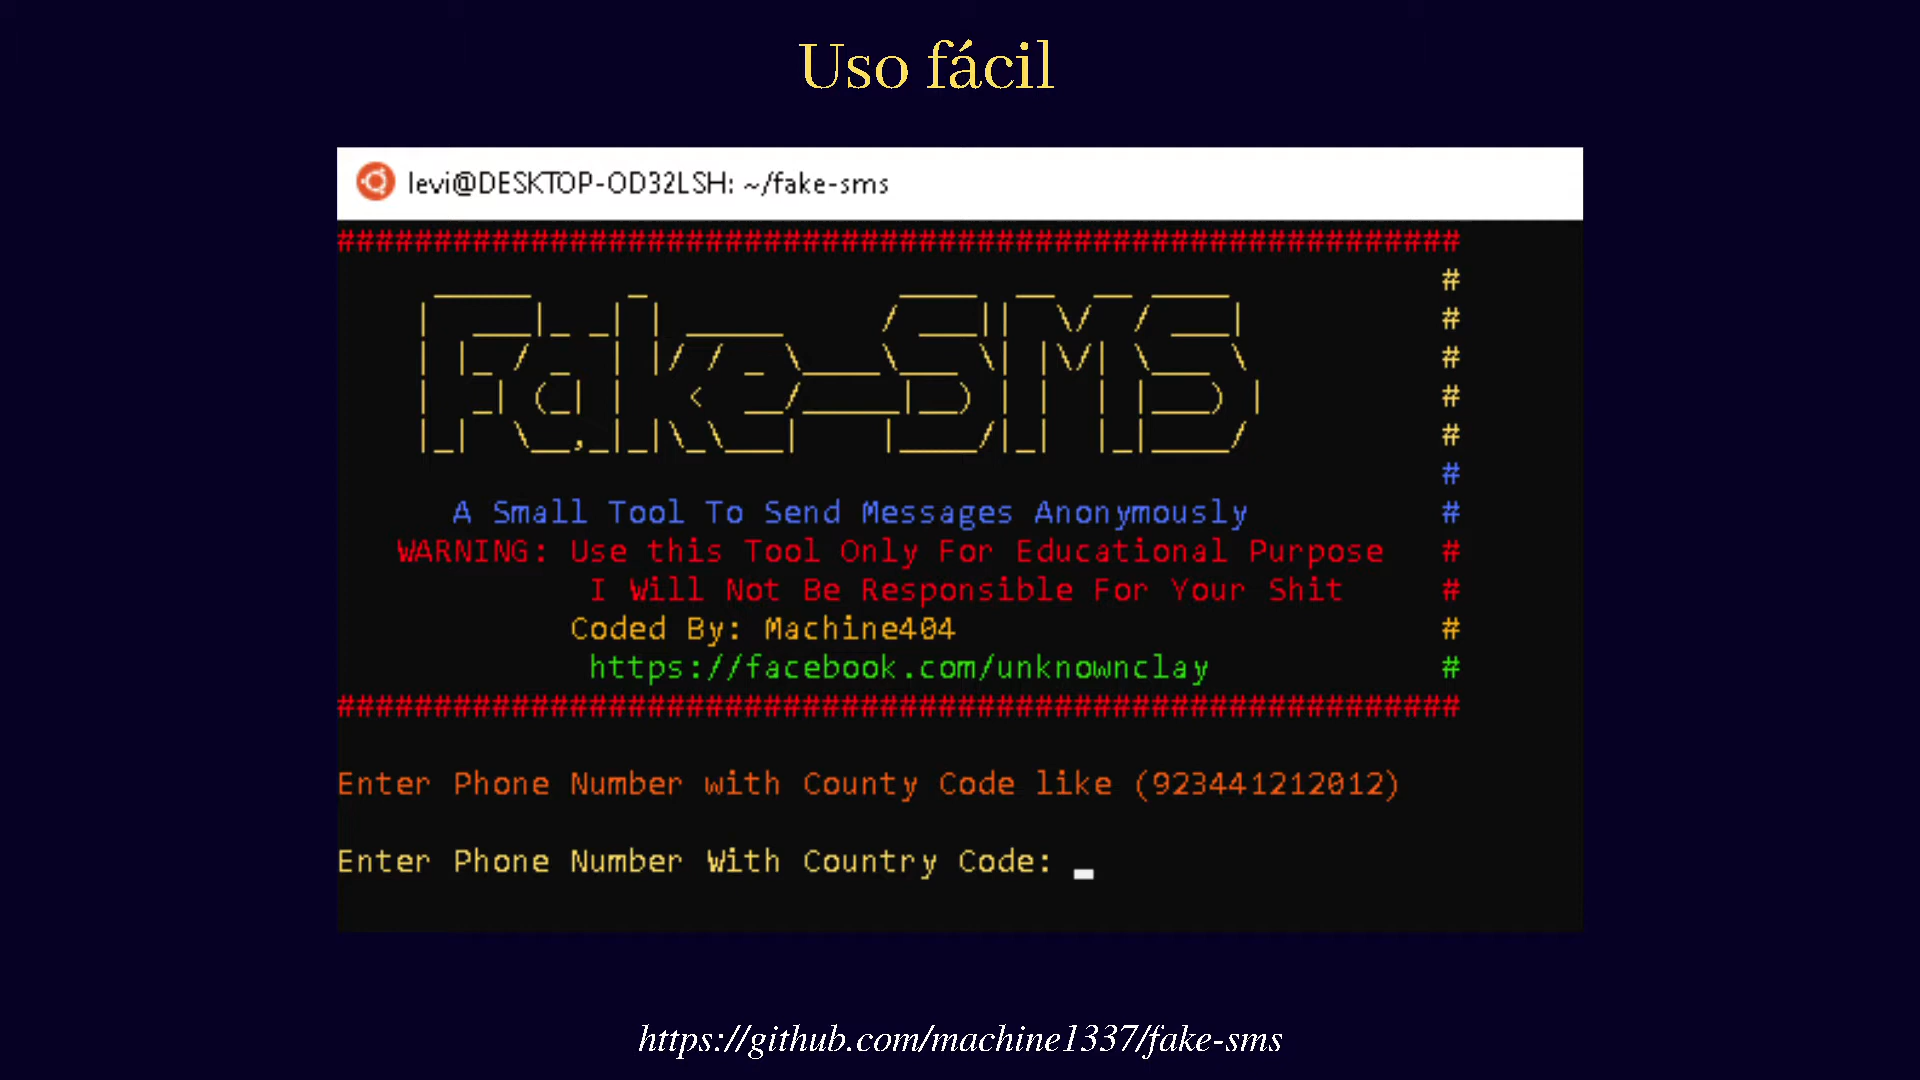 Uso fácil
levi@DESKTOP-OD32LSH: ~/fake-sms
##########################################################
#
Fake-SMS
#
#
#
#
#
A Small Tool To Send Messages Anonymously #
WARNING: Use this Tool Only For Educational Purpose #
I Will Not Be Responsible For Your Shit #
Coded By: Machine404 #
https://facebook.com/unknownclay #
##########################################################
Enter Phone Number with County Code like (923441212012)
Enter Phone Number With Country Code: _
https://github.com/machine1337/fake-sms